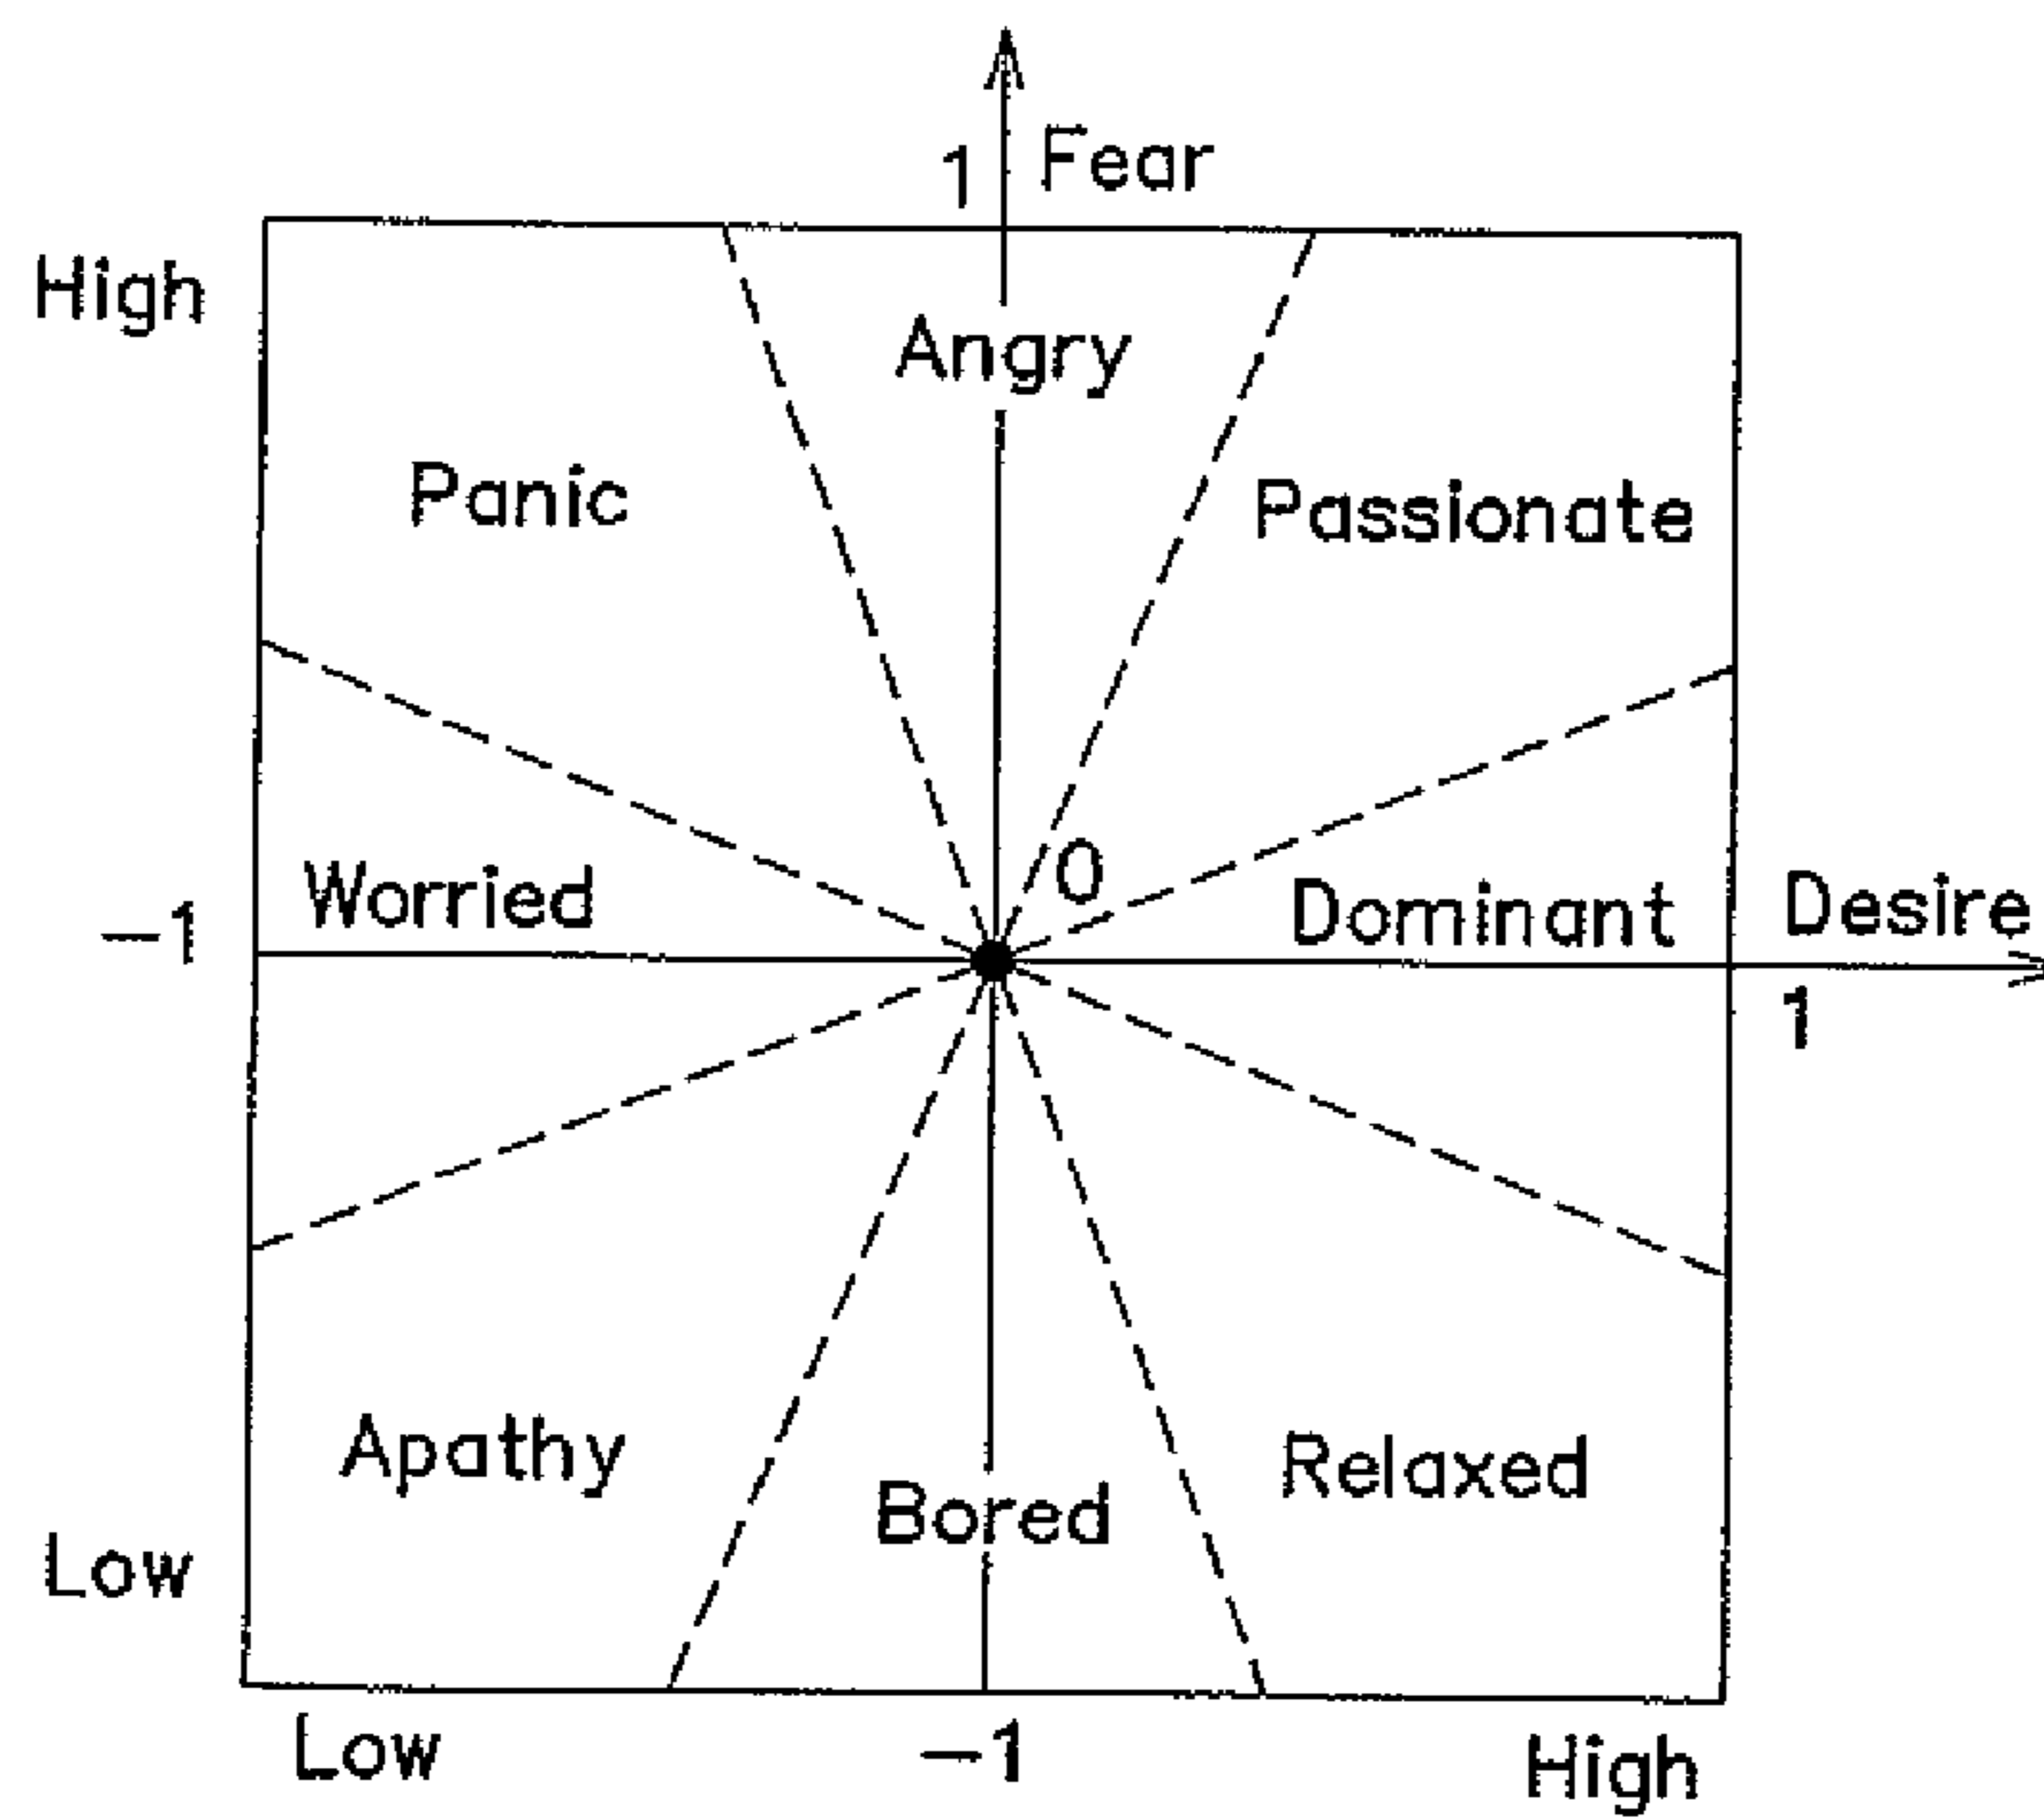 1 Fear
High
Angry
Panic
Passionate
0
Worried
Dominant
Desire
-1
1
Apathy
Relaxed
Bored
Low
Low
-1
High